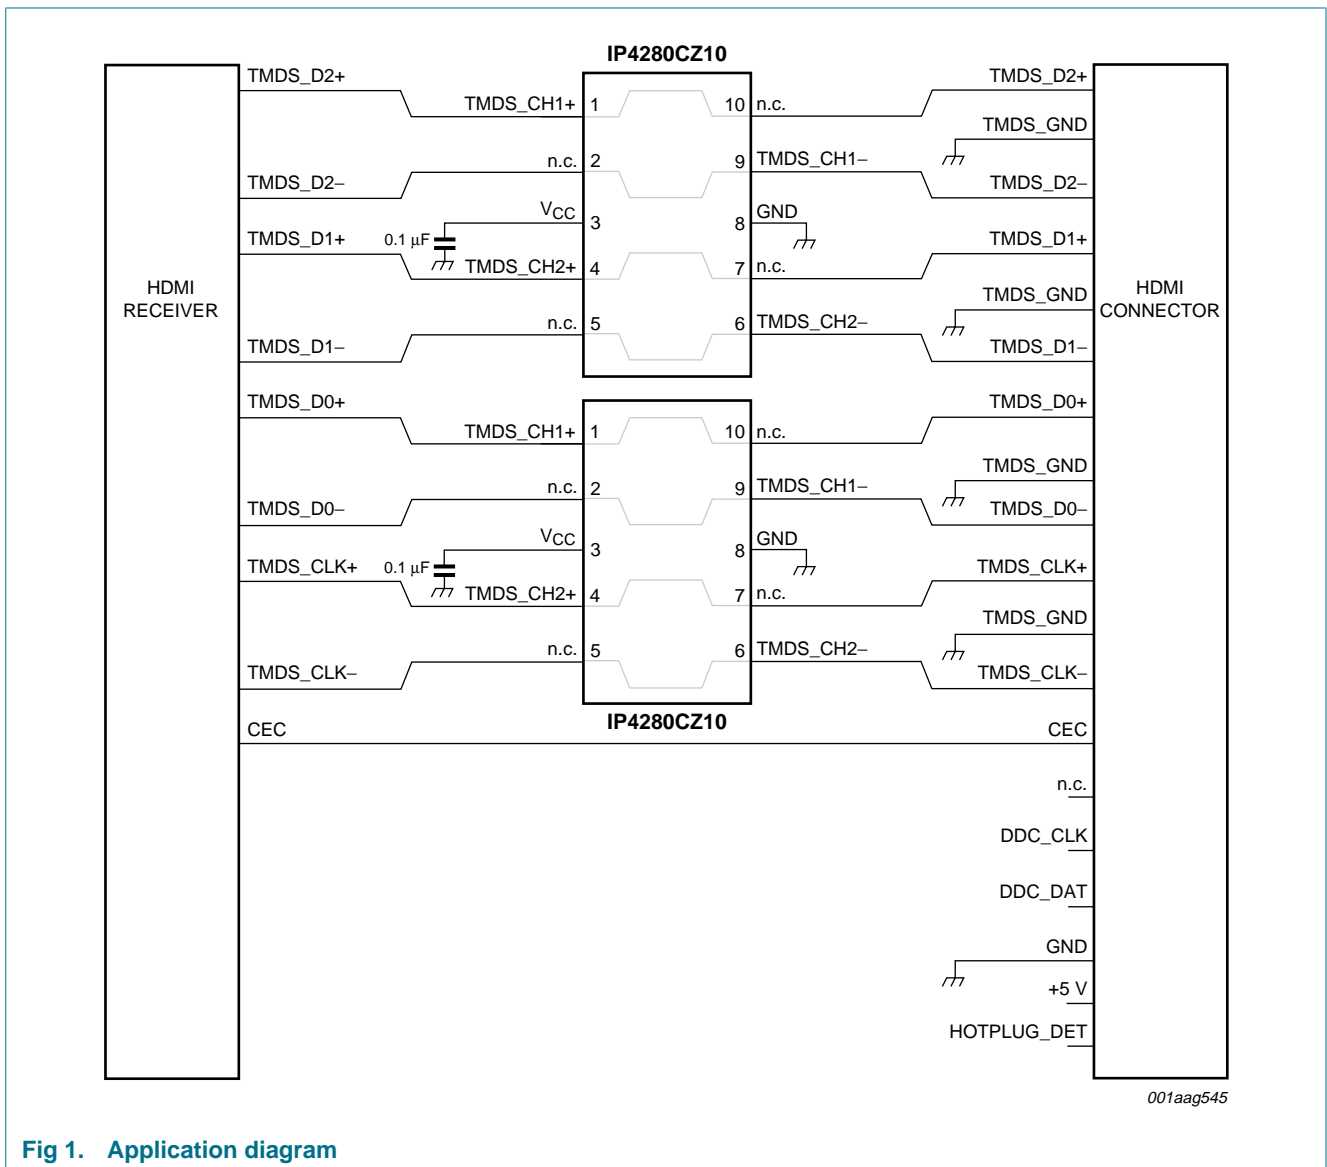 IP4280CZ10
TMDS_D2+
TMDS_CH1+ 1 10 n.c.
TMDS_D2+
TMDS_GND
n.c. 2 9 TMDS_CH1−
TMDS_D2−
TMDS_D2−
VCC 3 8 GND
TMDS_D1+
0.1 μF
TMDS_D1+
TMDS_CH2+ 4 7 n.c.
HDMI
RECEIVER
TMDS_GND
HDMI
CONNECTOR
n.c. 5 6 TMDS_CH2−
TMDS_D1−
TMDS_D1−
TMDS_D0+
TMDS_D0+
TMDS_CH1+ 1 10 n.c.
TMDS_GND
n.c. 2 9 TMDS_CH1−
TMDS_D0−
TMDS_D0−
VCC 3 8 GND
TMDS_CLK+
0.1 μF
TMDS_CLK+
TMDS_CH2+ 4 7 n.c.
TMDS_GND
n.c. 5 6 TMDS_CH2−
TMDS_CLK−
TMDS_CLK−
IP4280CZ10
CEC
CEC
n.c.
DDC_CLK
DDC_DAT
GND
+5 V
HOTPLUG_DET
001aag545
Fig 1. Application diagram